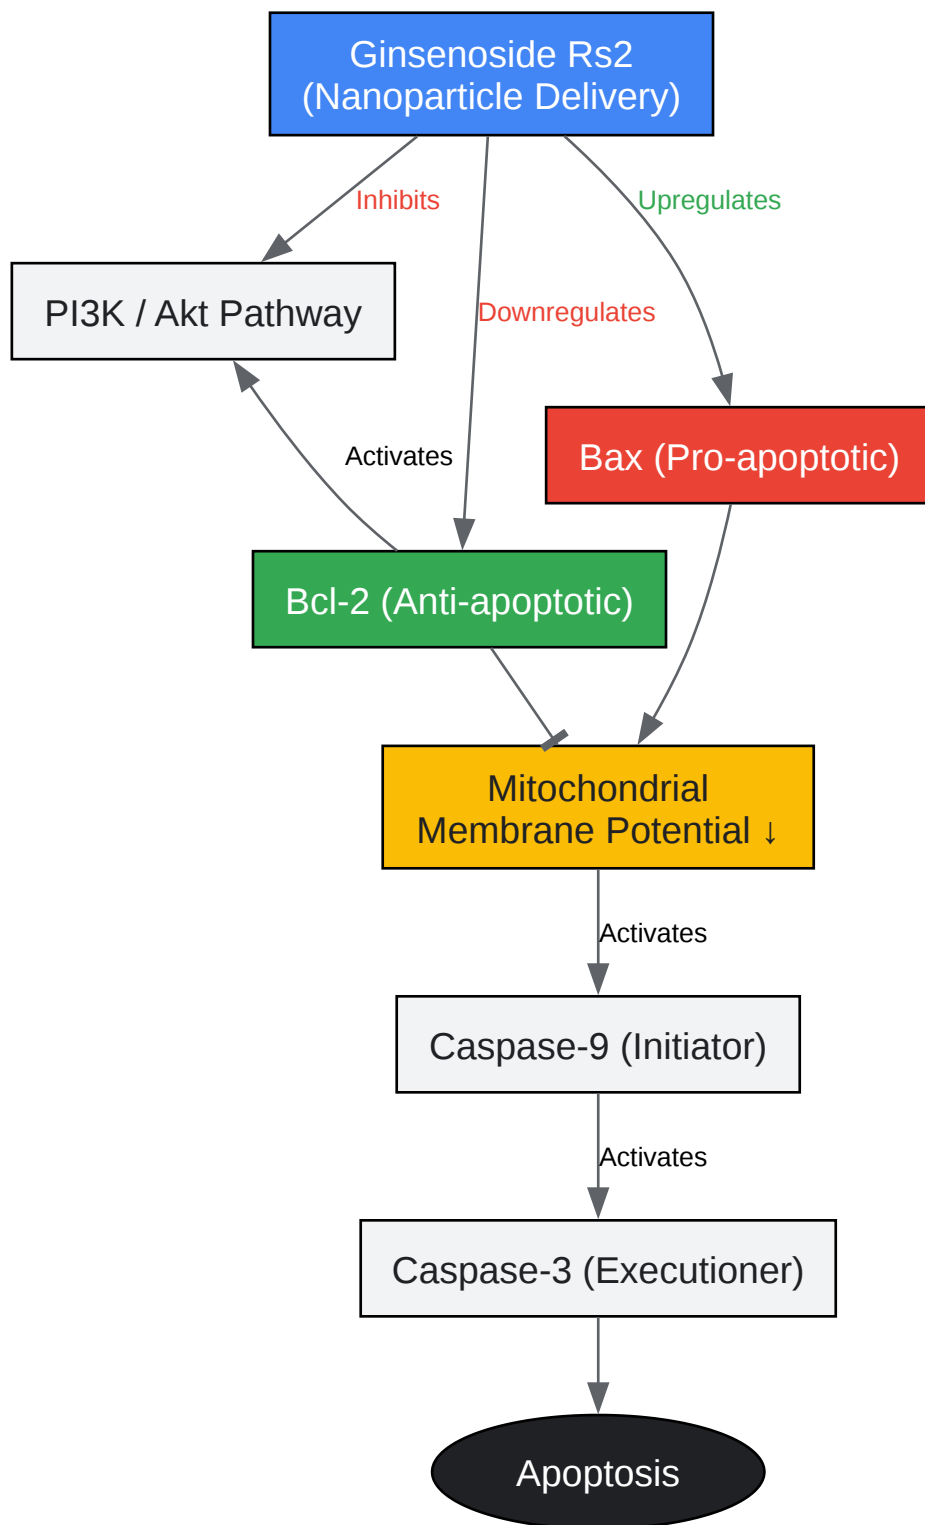 Ginsenoside Rs2
(Nanoparticle Delivery)
Inhibits
Upregulates
PI3K / Akt Pathway
Downregulates
Activates
Bax (Pro-apoptotic)
Bcl-2 (Anti-apoptotic)
Mitochondrial
Membrane Potential ↓
Activates
Caspase-9 (Initiator)
Activates
Caspase-3 (Executioner)
Apoptosis